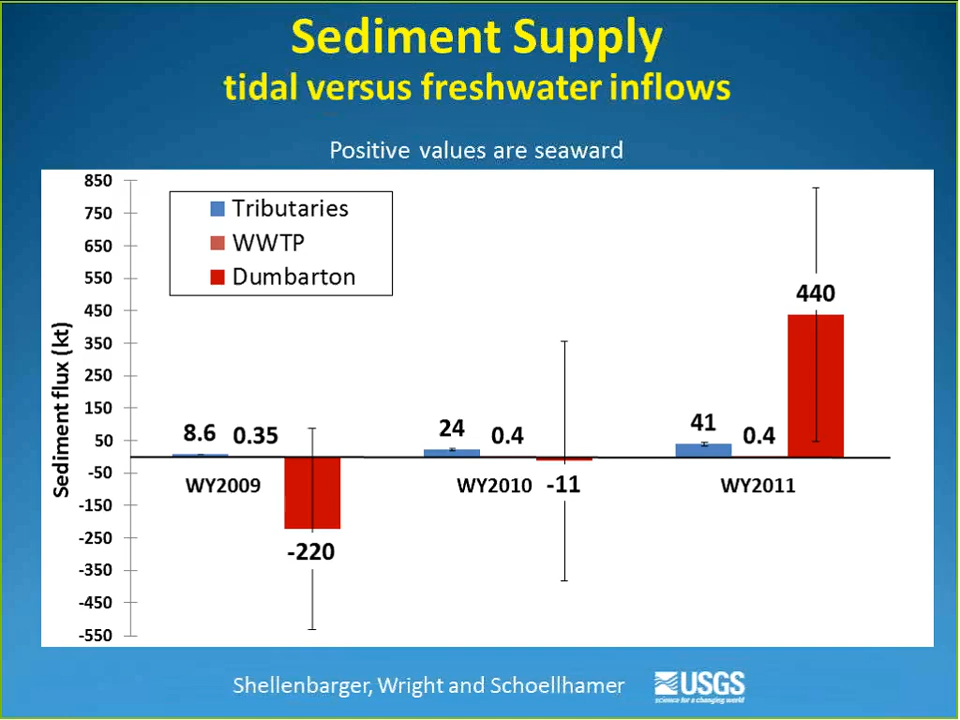 Sediment Supply
tidal versus freshwater inflows
Positive values are seaward
850
750
650
550
450
350
250
150
50
-50
-150
-250
-350
-450
-550
Sediment flux (kt)
Tributaries
WWTP
Dumbarton
8.6 0.35
-220
WY2009
24 0.4
-11
WY2010
41 0.4
440
WY2011
Shellenbarger, Wright and Schoellhamer
USGS
science for a changing world